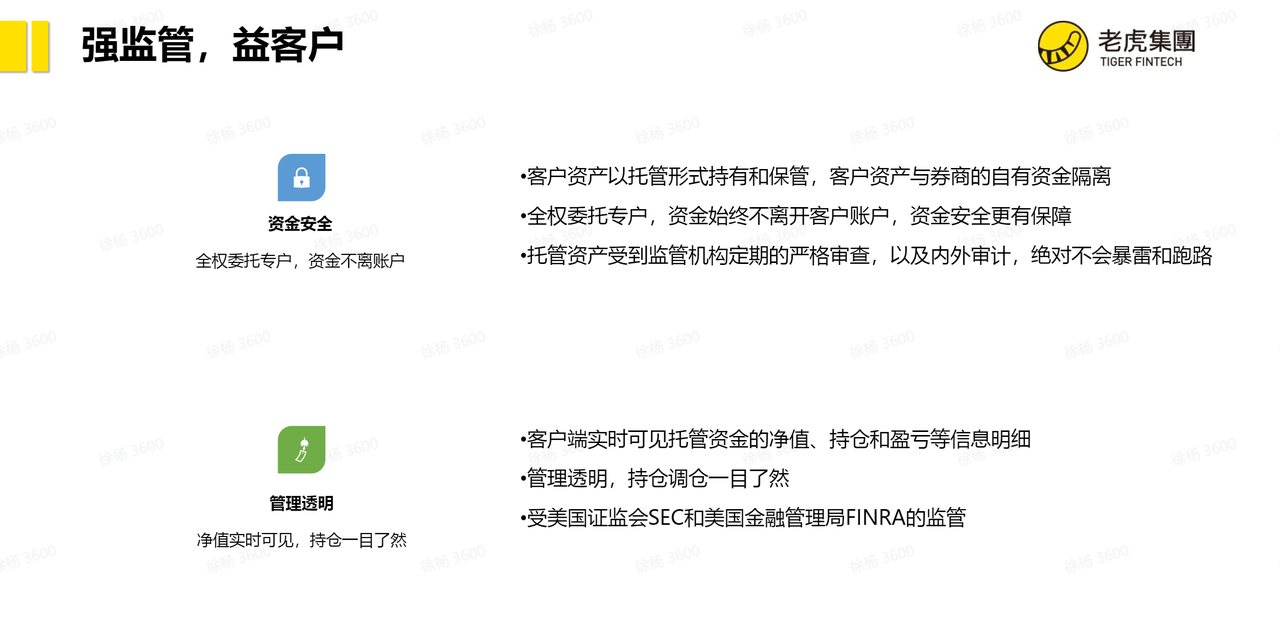 强监管，益客户
老虎集團
TIGER FINTECH
资金安全
全权委托专户，资金不离账户
•客户资产以托管形式持有和保管，客户资产与券商的自有资金隔离
•全权委托专户，资金始终不离开客户账户，资金安全更有保障
•托管资产受到监管机构定期的严格审查，以及内外审计，绝对不会暴雷和跑路
管理透明
净值实时可见，持仓一目了然
•客户端实时可见托管资金的净值、持仓和盈亏等信息明细
•管理透明，持仓调仓一目了然
•受美国证监会SEC和美国金融管理局FINRA的监管
徐杨 3600